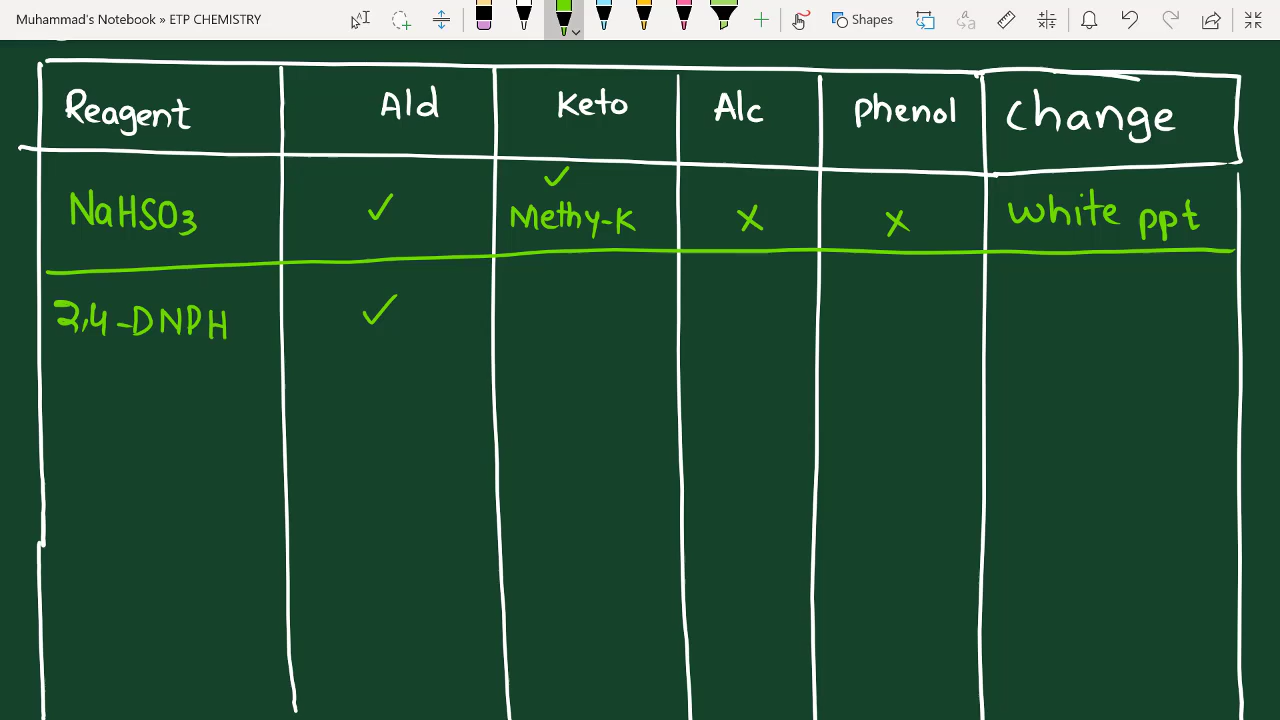 Muhammad's Notebook » ETP CHEMISTRY
Shapes
Reagent Ald Keto Alc Phenol Change
NaHSO3 ✓ ✓ Methy-K x x white ppt
2,4-DNPH ✓